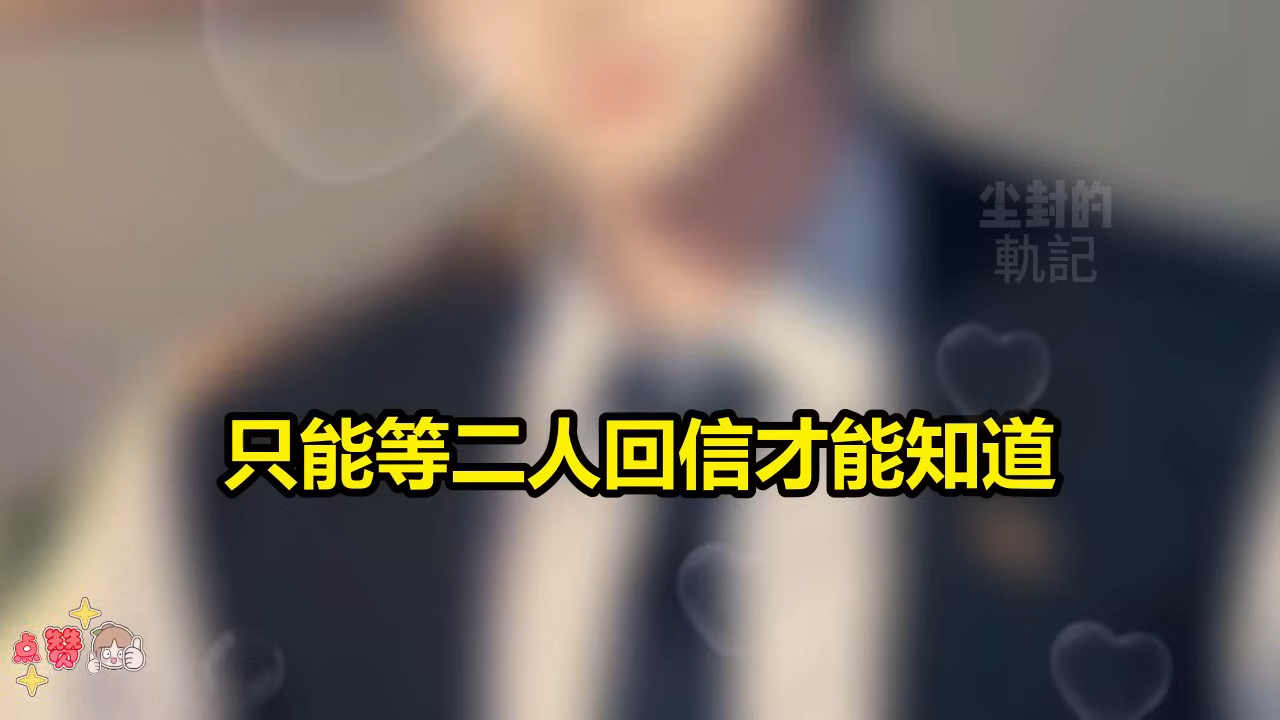 尘封的
軌記
只能等二人回信才能知道
点赞